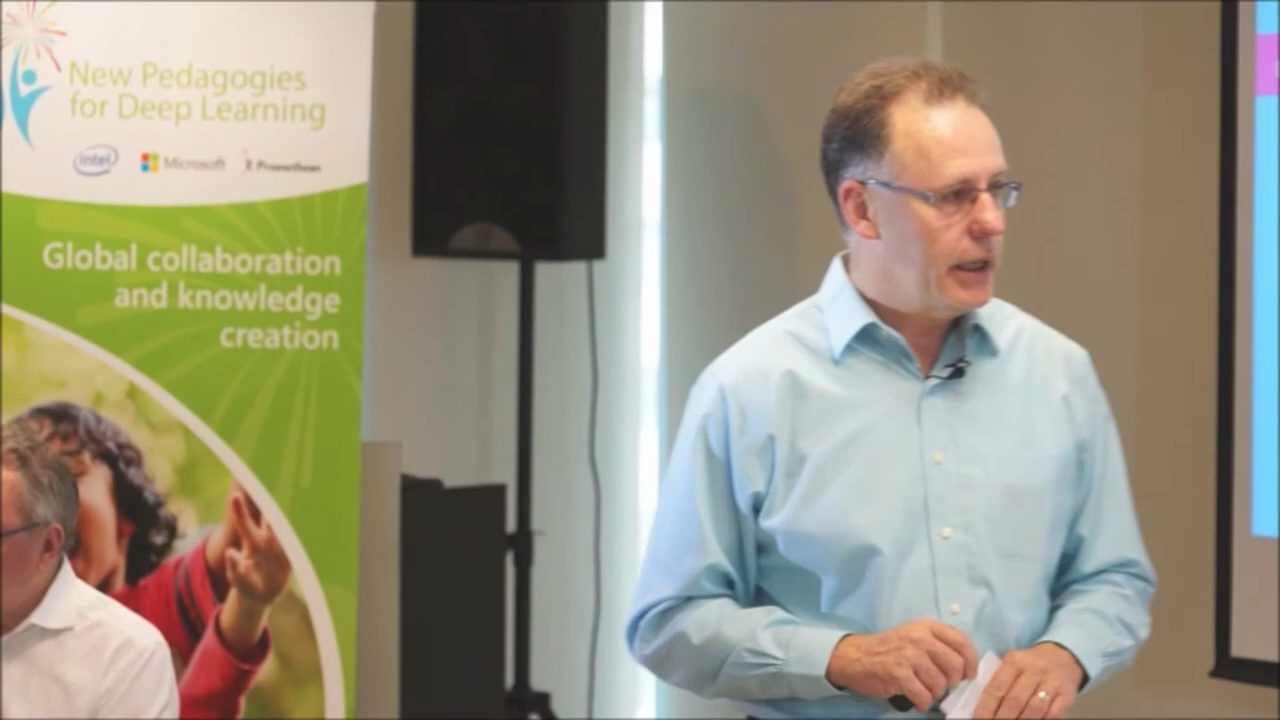 New Pedagogies
for Deep Learning
intel Microsoft Promethean
Global collaboration
and knowledge
creation